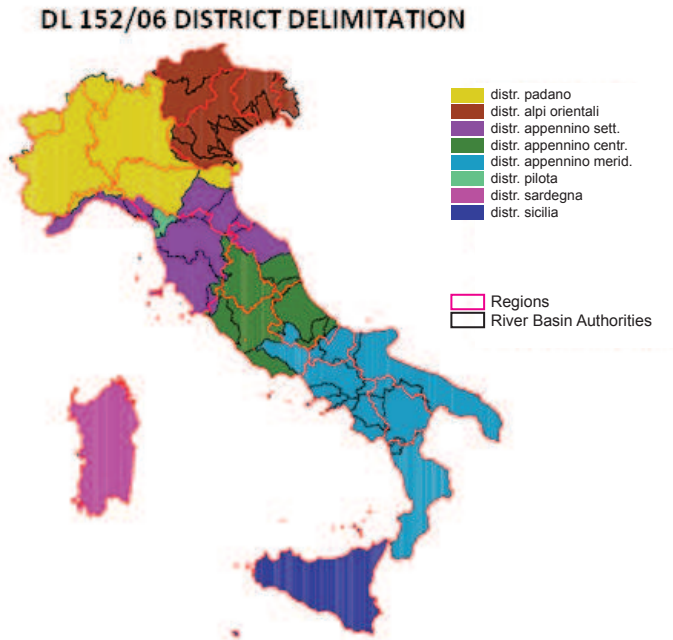 DL 152/06 DISTRICT DELIMITATION
distr. padano
distr. alpi orientali
distr. appennino sett.
distr. appennino centr.
distr. appennino merid.
distr. pilota
distr. sardegna
distr. sicilia
Regions
River Basin Authorities